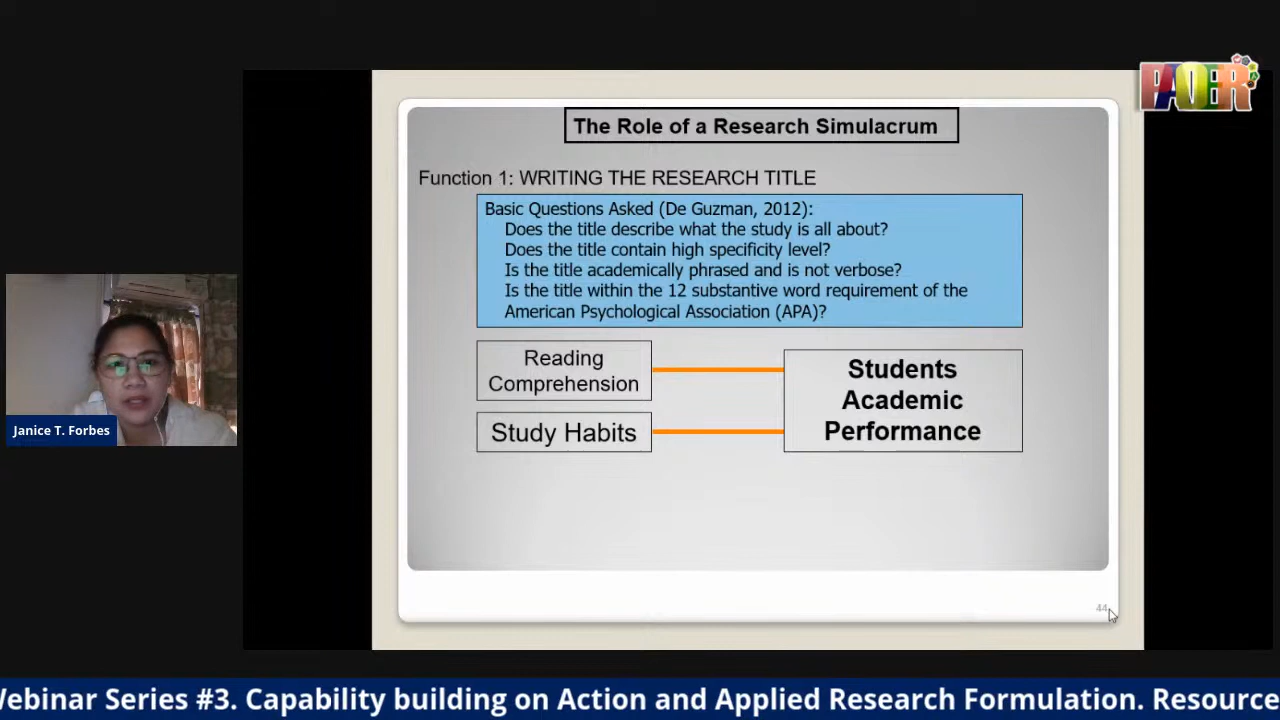 PAOER
The Role of a Research Simulacrum
Function 1: WRITING THE RESEARCH TITLE
Basic Questions Asked (De Guzman, 2012):
Does the title describe what the study is all about?
Does the title contain high specificity level?
Is the title academically phrased and is not verbose?
Is the title within the 12 substantive word requirement of the
American Psychological Association (APA)?
Reading
Comprehension
Study Habits
Students
Academic
Performance
Janice T. Forbes
44
Webinar Series #3. Capability building on Action and Applied Research Formulation. Resource